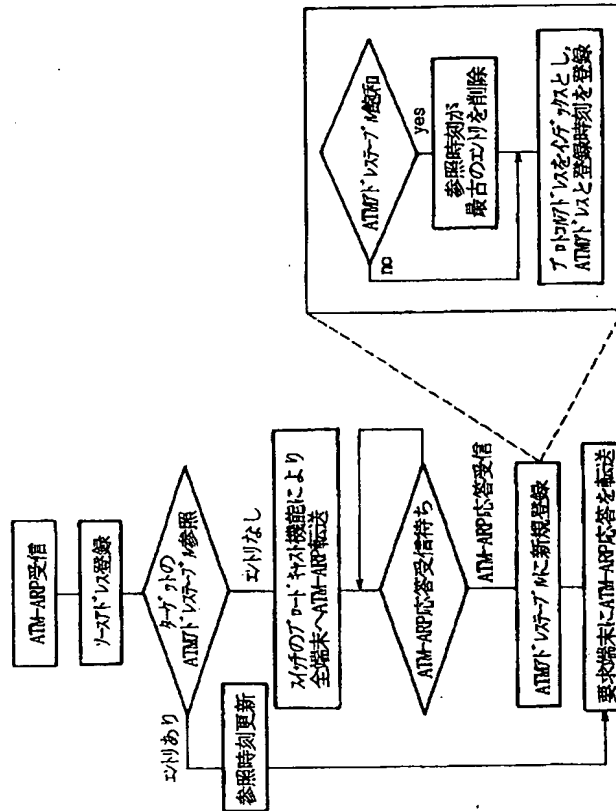 ATM-ARP受信
ソースアドレス登録
ターゲットの
ATMアドレステーブル参照
エントリあり
エントリなし
参照時刻更新
スイッチのブロードキャスト機能により
全端末へATM-ARP転送
ATM-ARP応答受信待ち
ATM-ARP応答受信
ATMアドレステーブルに新規登録
要求端末にATM-ARP応答を転送
ATMアドレステーブル飽和
yes
no
参照時刻が
最古のエントリを削除
プロトコルアドレスをインデックスとし,
ATMアドレスと登録時刻を登録